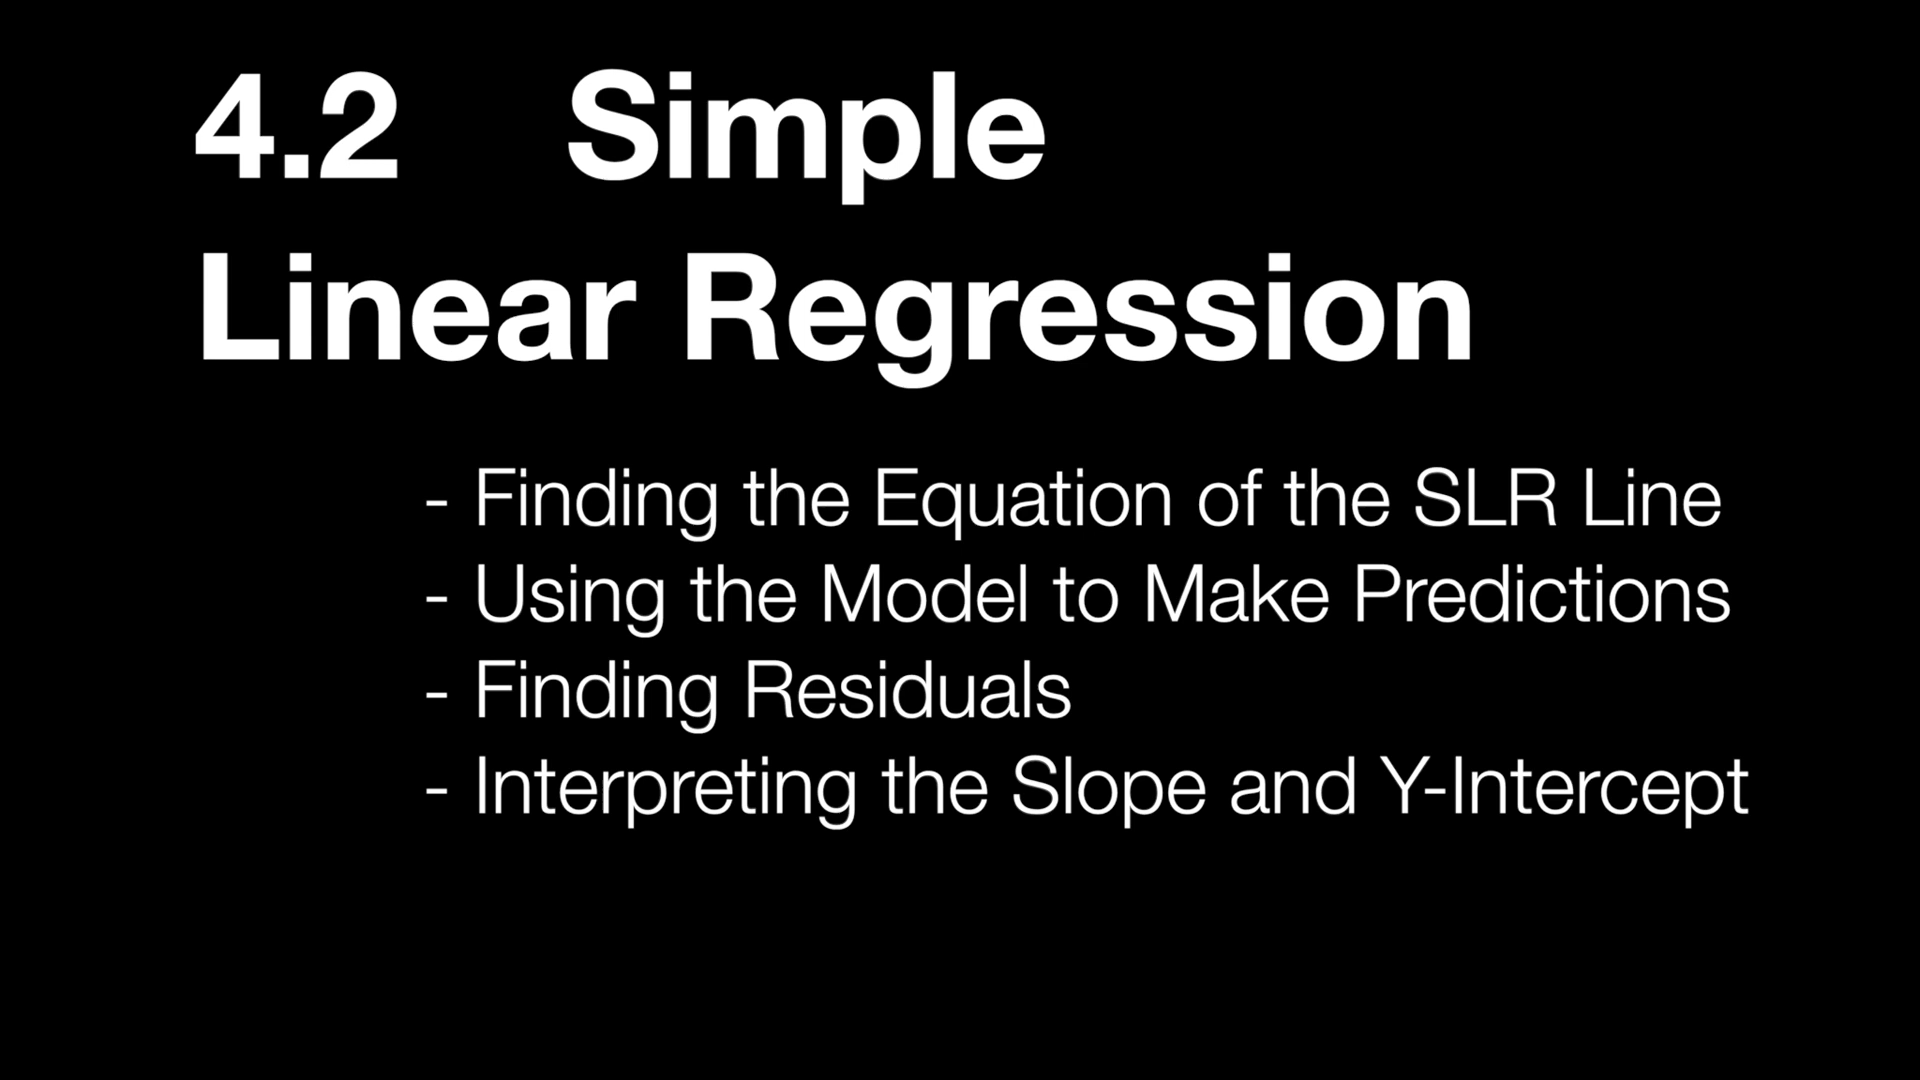 4.2 Simple
Linear Regression
- Finding the Equation of the SLR Line
- Using the Model to Make Predictions
- Finding Residuals
- Interpreting the Slope and Y-Intercept